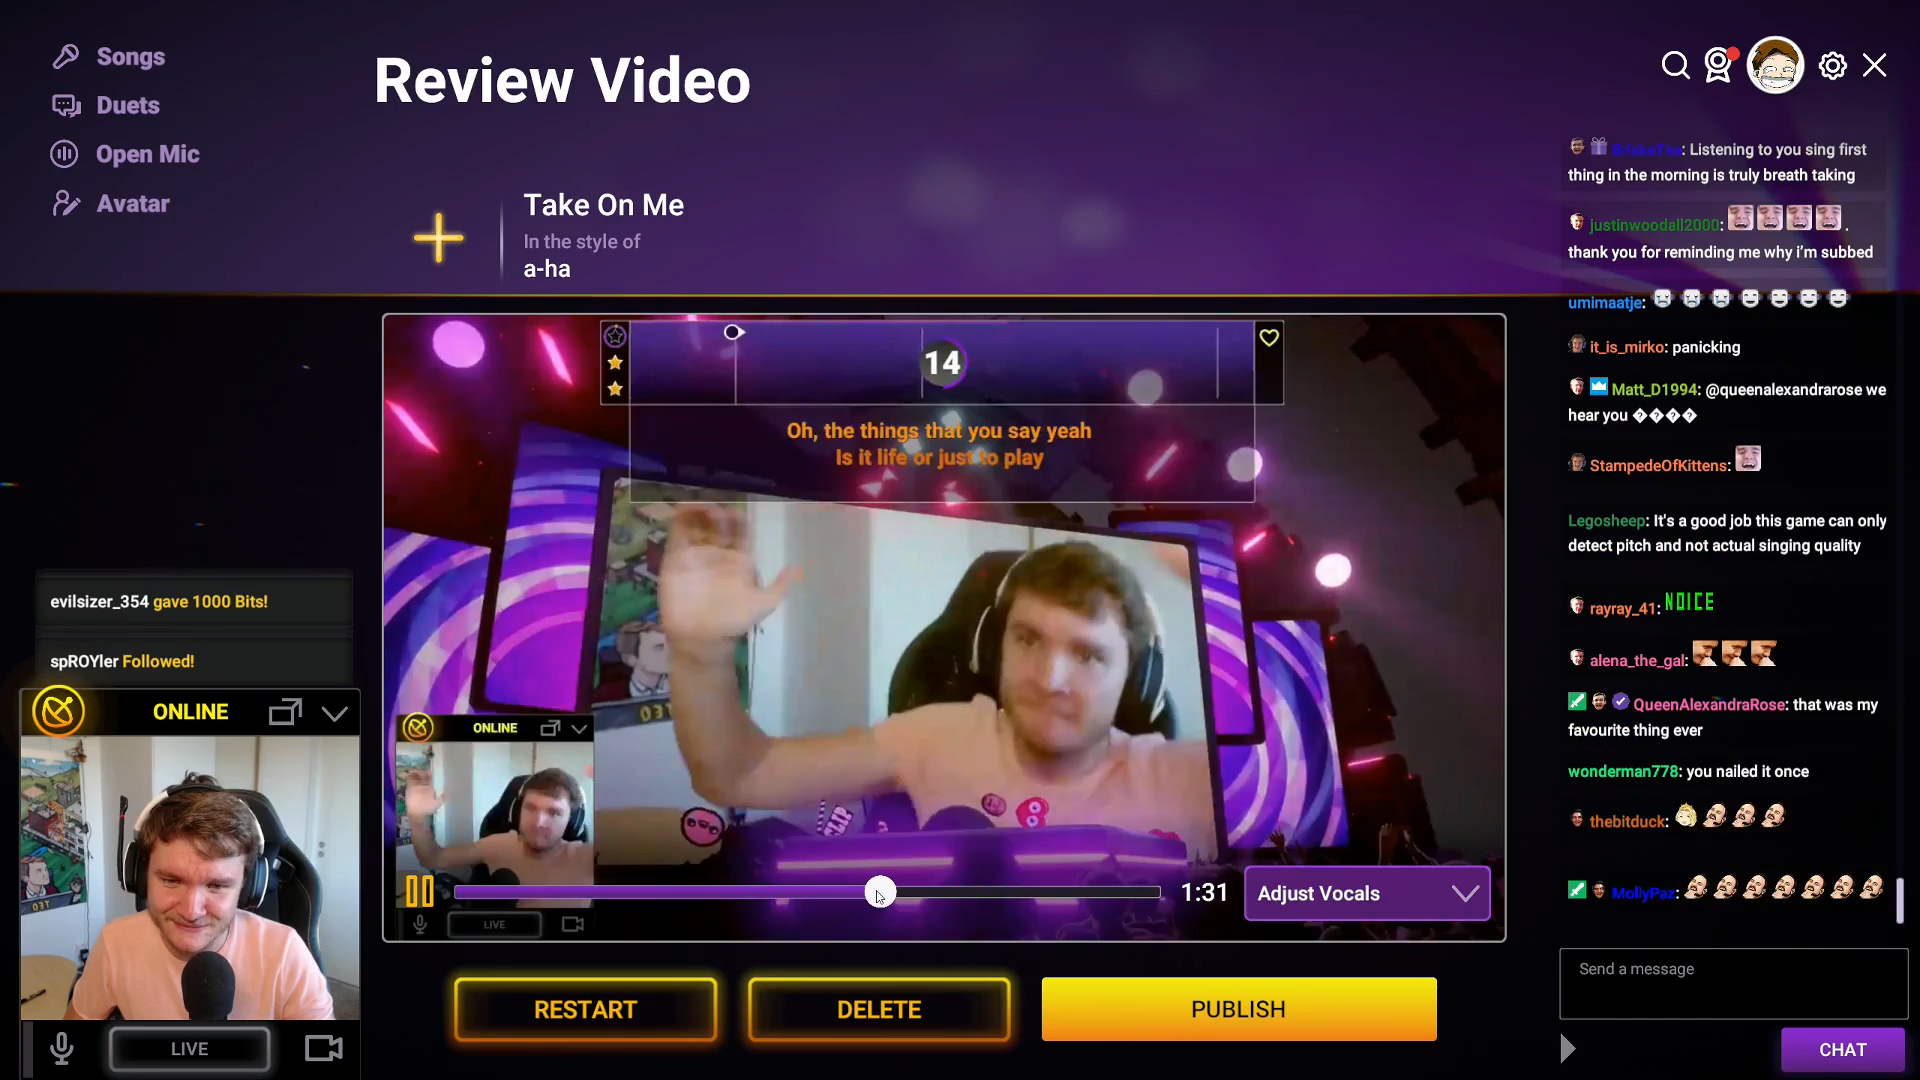 Songs
Duets
Open Mic
Avatar
Review Video
Take On Me
In the style of
a-ha
14
Oh, the things that you say yeah
Is it life or just to play
ONLINE
1:31
Adjust Vocals
LIVE
RESTART
DELETE
PUBLISH
evilsizer_354 gave 1000 Bits!
spROYler Followed!
ONLINE
LIVE
: Listening to you sing first
thing in the morning is truly breath taking
justinwoodall2000: .
thank you for reminding me why i'm subbed
umimaatje:
it_is_mirko: panicking
Matt_D1994: @queenalexandrarose we
hear you ����
StampedeOfKittens:
Legosheep: It's a good job this game can only
detect pitch and not actual singing quality
rayray_41: NOICE
alena_the_gal:
QueenAlexandraRose: that was my
favourite thing ever
wonderman778: you nailed it once
thebitduck:
MollyPaz:
Send a message
CHAT